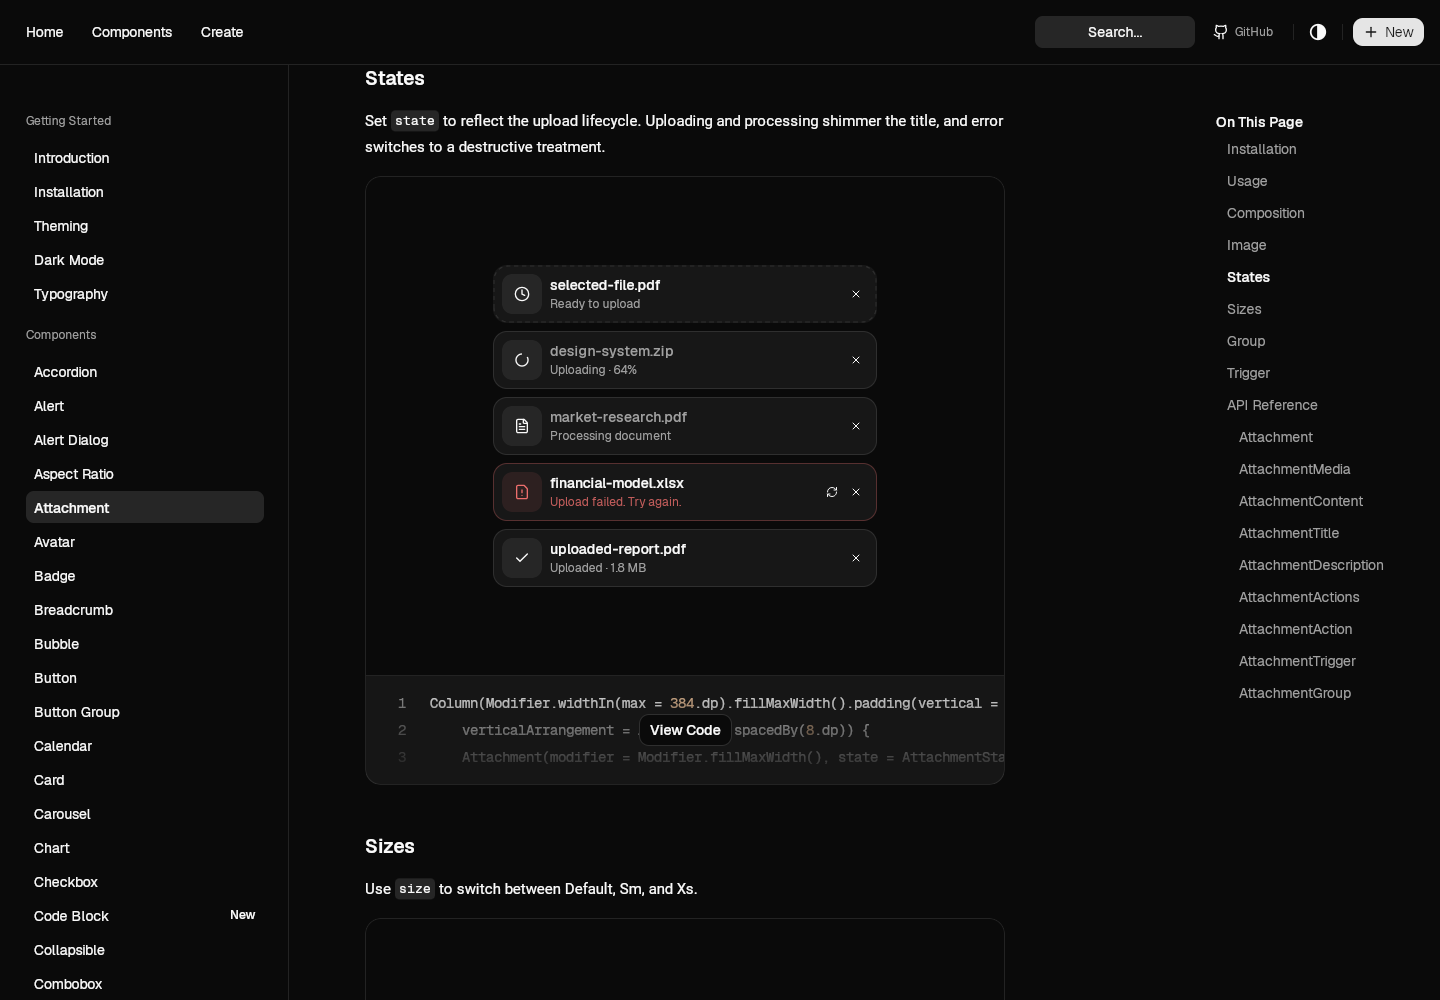 Home
Components
Create
Search...
GitHub
New
Getting Started
Introduction
Installation
Theming
Dark Mode
Typography
Components
Accordion
Alert
Alert Dialog
Aspect Ratio
Attachment
Avatar
Badge
Breadcrumb
Bubble
Button
Button Group
Calendar
Card
Carousel
Chart
Checkbox
Code Block
New
Collapsible
Combobox
States
Set state to reflect the upload lifecycle. Uploading and processing shimmer the title, and error
switches to a destructive treatment.
selected-file.pdf
Ready to upload
design-system.zip
Uploading · 64%
market-research.pdf
Processing document
financial-model.xlsx
Upload failed. Try again.
uploaded-report.pdf
Uploaded · 1.8 MB
1 Column(Modifier.widthIn(max = 384.dp).fillMaxWidth().padding(vertical =
2 verticalArrangement = spacedBy(8.dp)) {
View Code
3 Attachment(modifier = Modifier.fillMaxWidth(), state = AttachmentSta
Sizes
Use size to switch between Default, Sm, and Xs.
On This Page
Installation
Usage
Composition
Image
States
Sizes
Group
Trigger
API Reference
Attachment
AttachmentMedia
AttachmentContent
AttachmentTitle
AttachmentDescription
AttachmentActions
AttachmentAction
AttachmentTrigger
AttachmentGroup